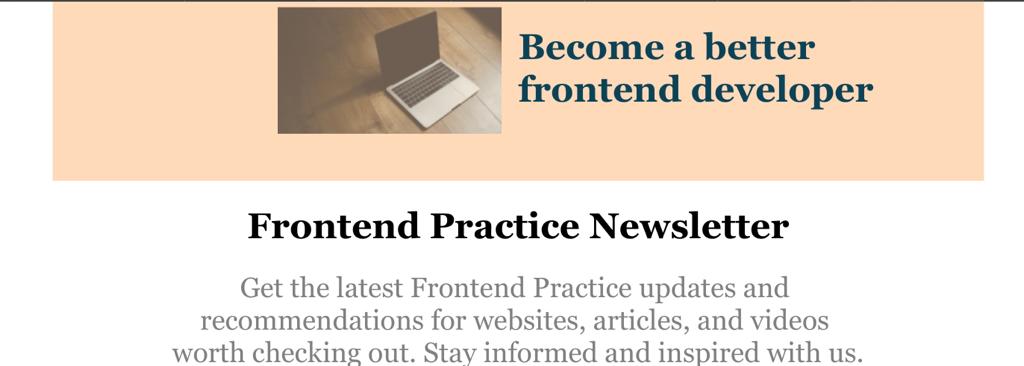 Become a better
frontend developer
Frontend Practice Newsletter
Get the latest Frontend Practice updates and
recommendations for websites, articles, and videos
worth checking out. Stay informed and inspired with us.